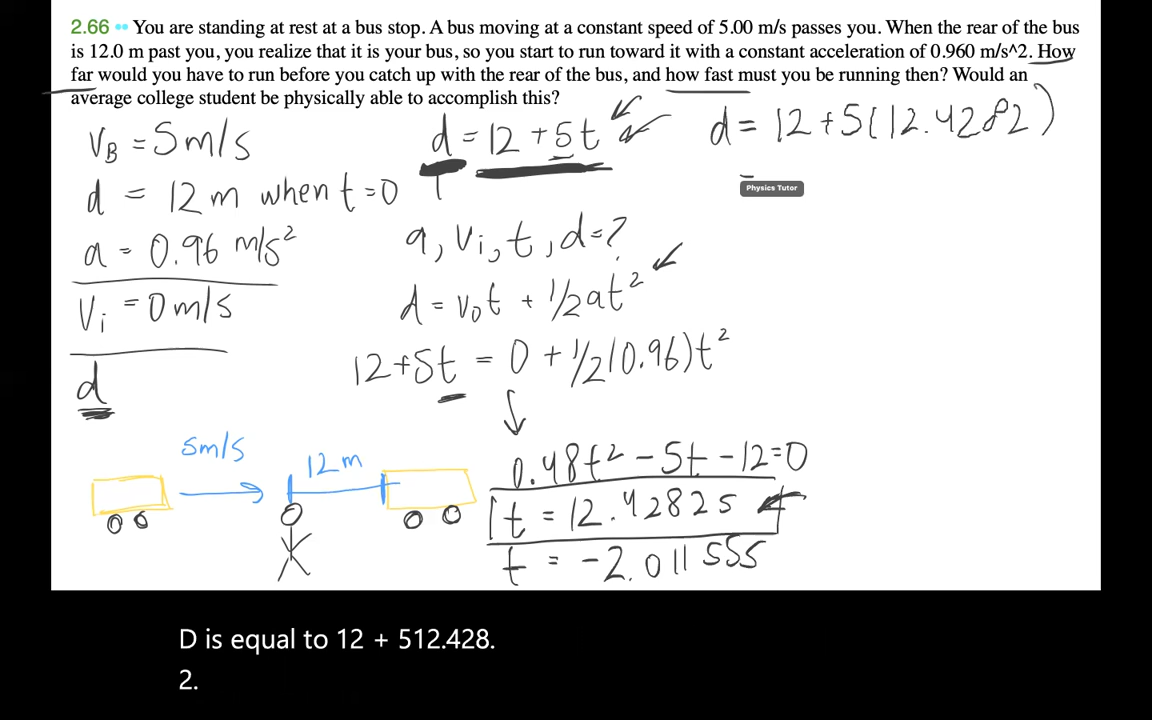 2.66 •• You are standing at rest at a bus stop. A bus moving at a constant speed of 5.00 m/s passes you. When the rear of the bus
is 12.0 m past you, you realize that it is your bus, so you start to run toward it with a constant acceleration of 0.960 m/s^2. How
far would you have to run before you catch up with the rear of the bus, and how fast must you be running then? Would an
average college student be physically able to accomplish this?
V_B = 5m/s
d = 12 m when t=0
a = 0.96 m/s²
V_i = 0 m/s
d
d = 12 + 5t
a, V_i, t, d=?
d = V_0t + 1/2at²
12+5t = 0 + 1/2(0.96)t²
0.48t² - 5t - 12=0
t = 12.42825
t = -2.011555
d = 12+5(12.4282)
=
Physics Tutor
5m/s
12m
D is equal to 12 + 512.428.
2.